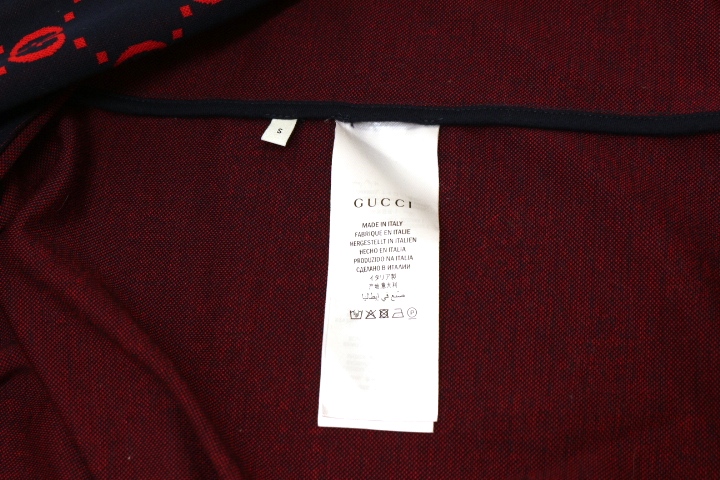 S
GUCCI
MADE IN ITALY
FABRIQUE EN ITALIE
HERGESTELLT IN ITALIEN
HECHO EN ITALIA
PRODUZIDO NA ITALIA
СДЕЛАНО В ИТАЛИИ
イタリア製
产地意大利
صنع في إيطاليا